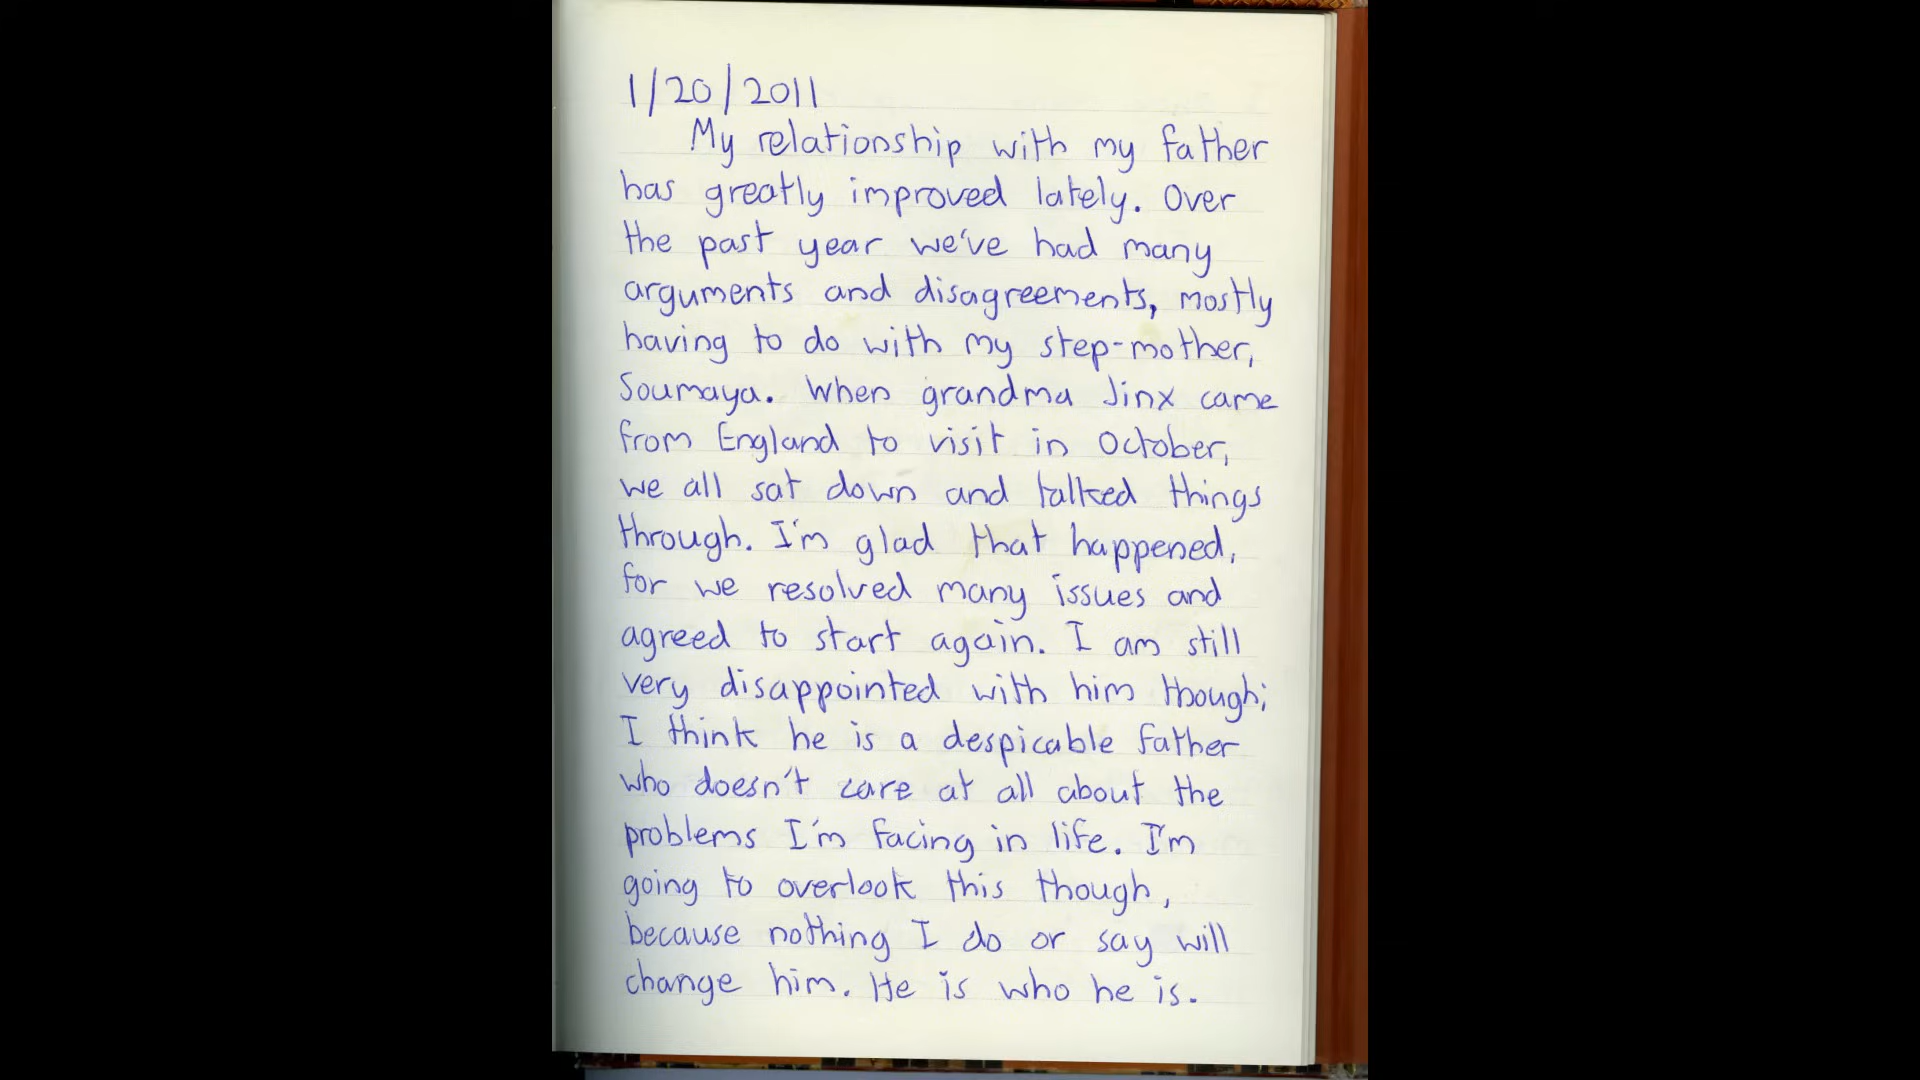 1/20/2011
My relationship with my father
has greatly improved lately. Over
the past year we've had many
arguments and disagreements, mostly
having to do with my step-mother,
Soumaya. When grandma Jinx came
from England to visit in October,
we all sat down and talked things
through. I'm glad that happened,
for we resolved many issues and
agreed to start again. I am still
very disappointed with him though;
I think he is a despicable father
who doesn't care at all about the
problems I'm facing in life. I'm
going to overlook this though,
because nothing I do or say will
change him. He is who he is.